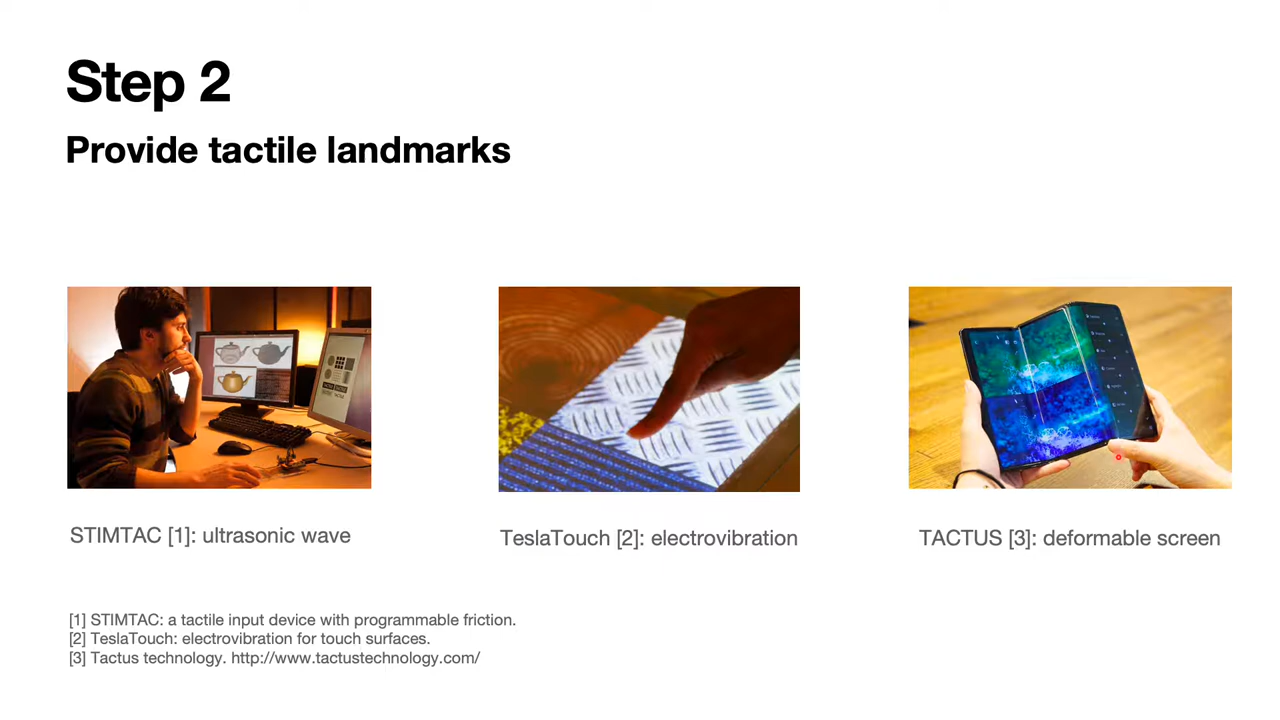 Step 2
Provide tactile landmarks
STIMTAC [1]: ultrasonic wave
TeslaTouch [2]: electrovibration
TACTUS [3]: deformable screen
[1] STIMTAC: a tactile input device with programmable friction.
[2] TeslaTouch: electrovibration for touch surfaces.
[3] Tactus technology. http://www.tactustechnology.com/